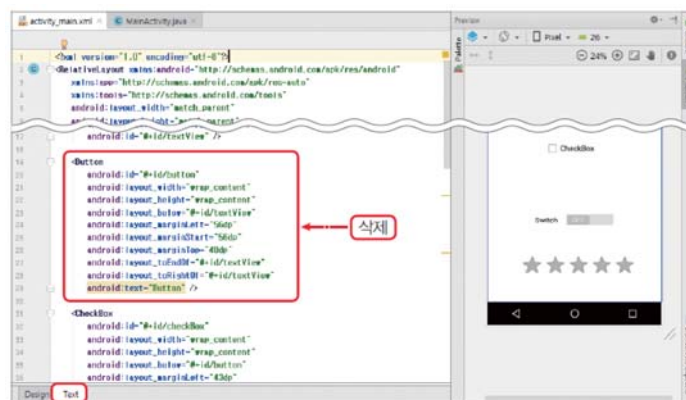 activity_main.xml × MainActivity.java ×
Preview
Palette
Pixel 26
24%
1 <?xml version="1.0" encoding="utf-8"?>
<RelativeLayout xmlns:android="http://schemas.android.com/apk/res/android"
xmlns:app="http://schemas.android.com/apk/res-auto"
xmlns:tools="http://schemas.android.com/tools"
android:layout_width="match_parent"
android:id="@+id/textView" />
<Button
android:id="@+id/button"
android:layout_width="wrap_content"
android:layout_height="wrap_content"
android:layout_below="@+id/textView"
android:layout_marginLeft="56dp"
android:layout_marginStart="56dp"
android:layout_marginTop="40dp"
android:layout_toEndOf="@+id/textView"
android:layout_toRightOf="@+id/textView"
android:text="Button" />
삭제
<CheckBox
android:id="@+id/checkBox"
android:layout_width="wrap_content"
android:layout_height="wrap_content"
android:layout_below="@+id/button"
android:layout_marginLeft="43dp"
CheckBox
Switch OFF
Design Text